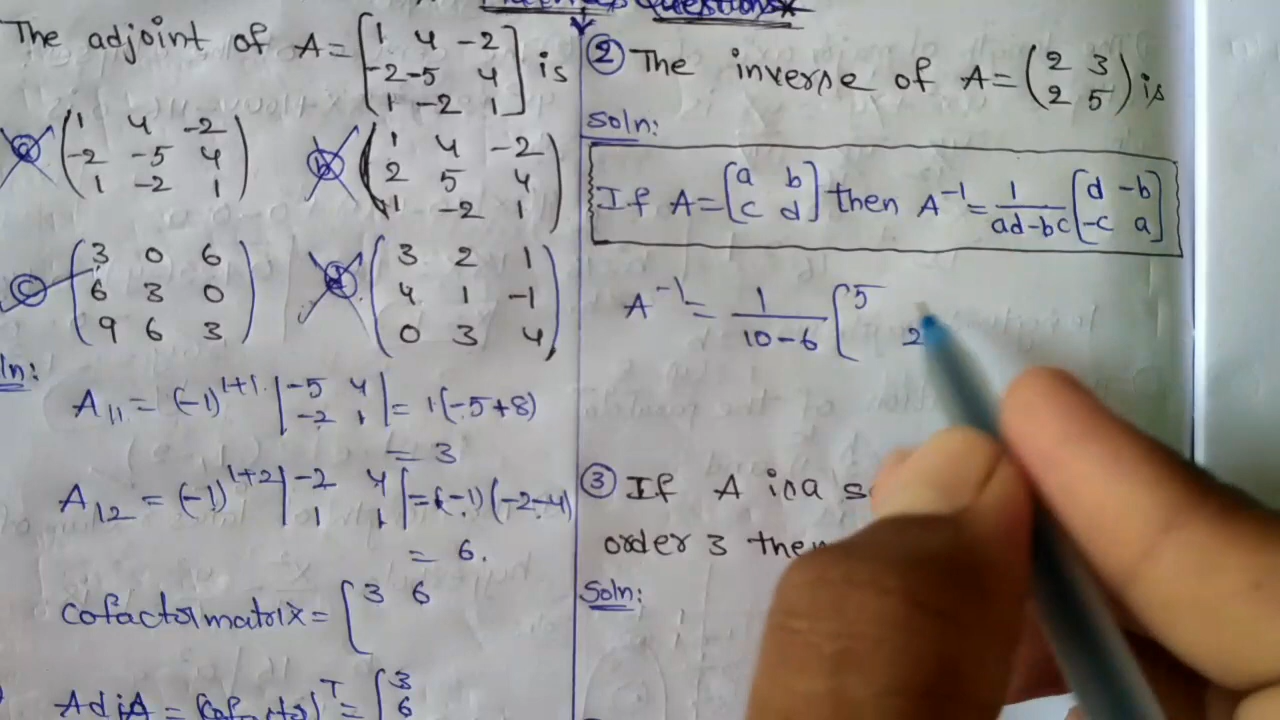 Questions*
The adjoint of A = [1 4 -2
-2 -5 4
1 -2 1] is
a (1 4 -2
-2 -5 4
1 -2 1)
b (1 4 -2
2 5 4
1 -2 1)
c (3 0 6
6 3 0
9 6 3)
d (3 2 1
4 1 -1
0 3 4)
ln:
A11 = (-1)^1+1. |-5 4
-2 1| = 1(-5+8)
= 3
A12 = (-1)^1+2 |-2 4
1 1| = (-1)(-2-4)
= 6.
cofactor matrix = [3 6
AdjA = T = [3
6
② The inverse of A = (2 3
2 5) is
Soln:
If A = [a b
c d] then A^-1 = 1/ad-bc [d -b
-c a]
A^-1 = 1/10-6 [5
2
③ If A is a
order 3 then
Soln: